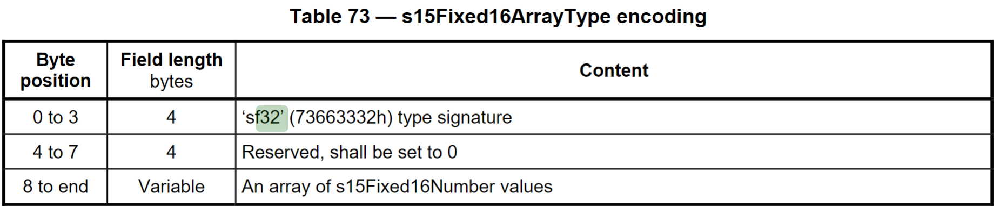 Table 73 — s15Fixed16ArrayType encoding
Byte position Field length bytes Content
0 to 3 4 ‘sf32’ (73663332h) type signature
4 to 7 4 Reserved, shall be set to 0
8 to end Variable An array of s15Fixed16Number values